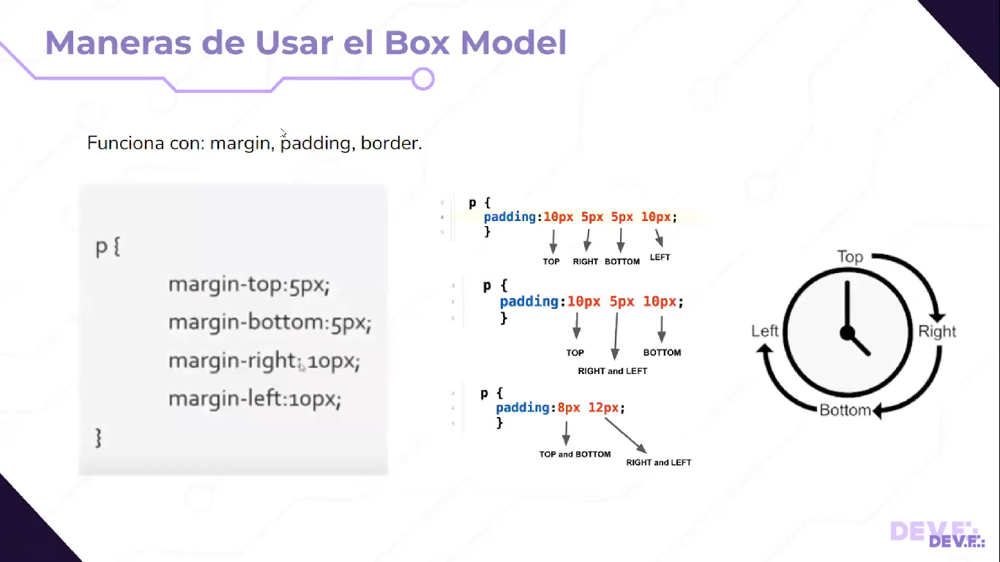 Maneras de Usar el Box Model
Funciona con: margin, padding, border.
p {
margin-top:5px;
margin-bottom:5px;
margin-right: 10px;
margin-left:10px;
}
p {
padding:10px 5px 5px 10px;
}
TOP RIGHT BOTTOM LEFT
p {
padding:10px 5px 10px;
}
TOP BOTTOM
RIGHT and LEFT
p {
padding:8px 12px;
}
TOP and BOTTOM
RIGHT and LEFT
Top
Left Right
Bottom
DEV.F.:
DEV.F.: